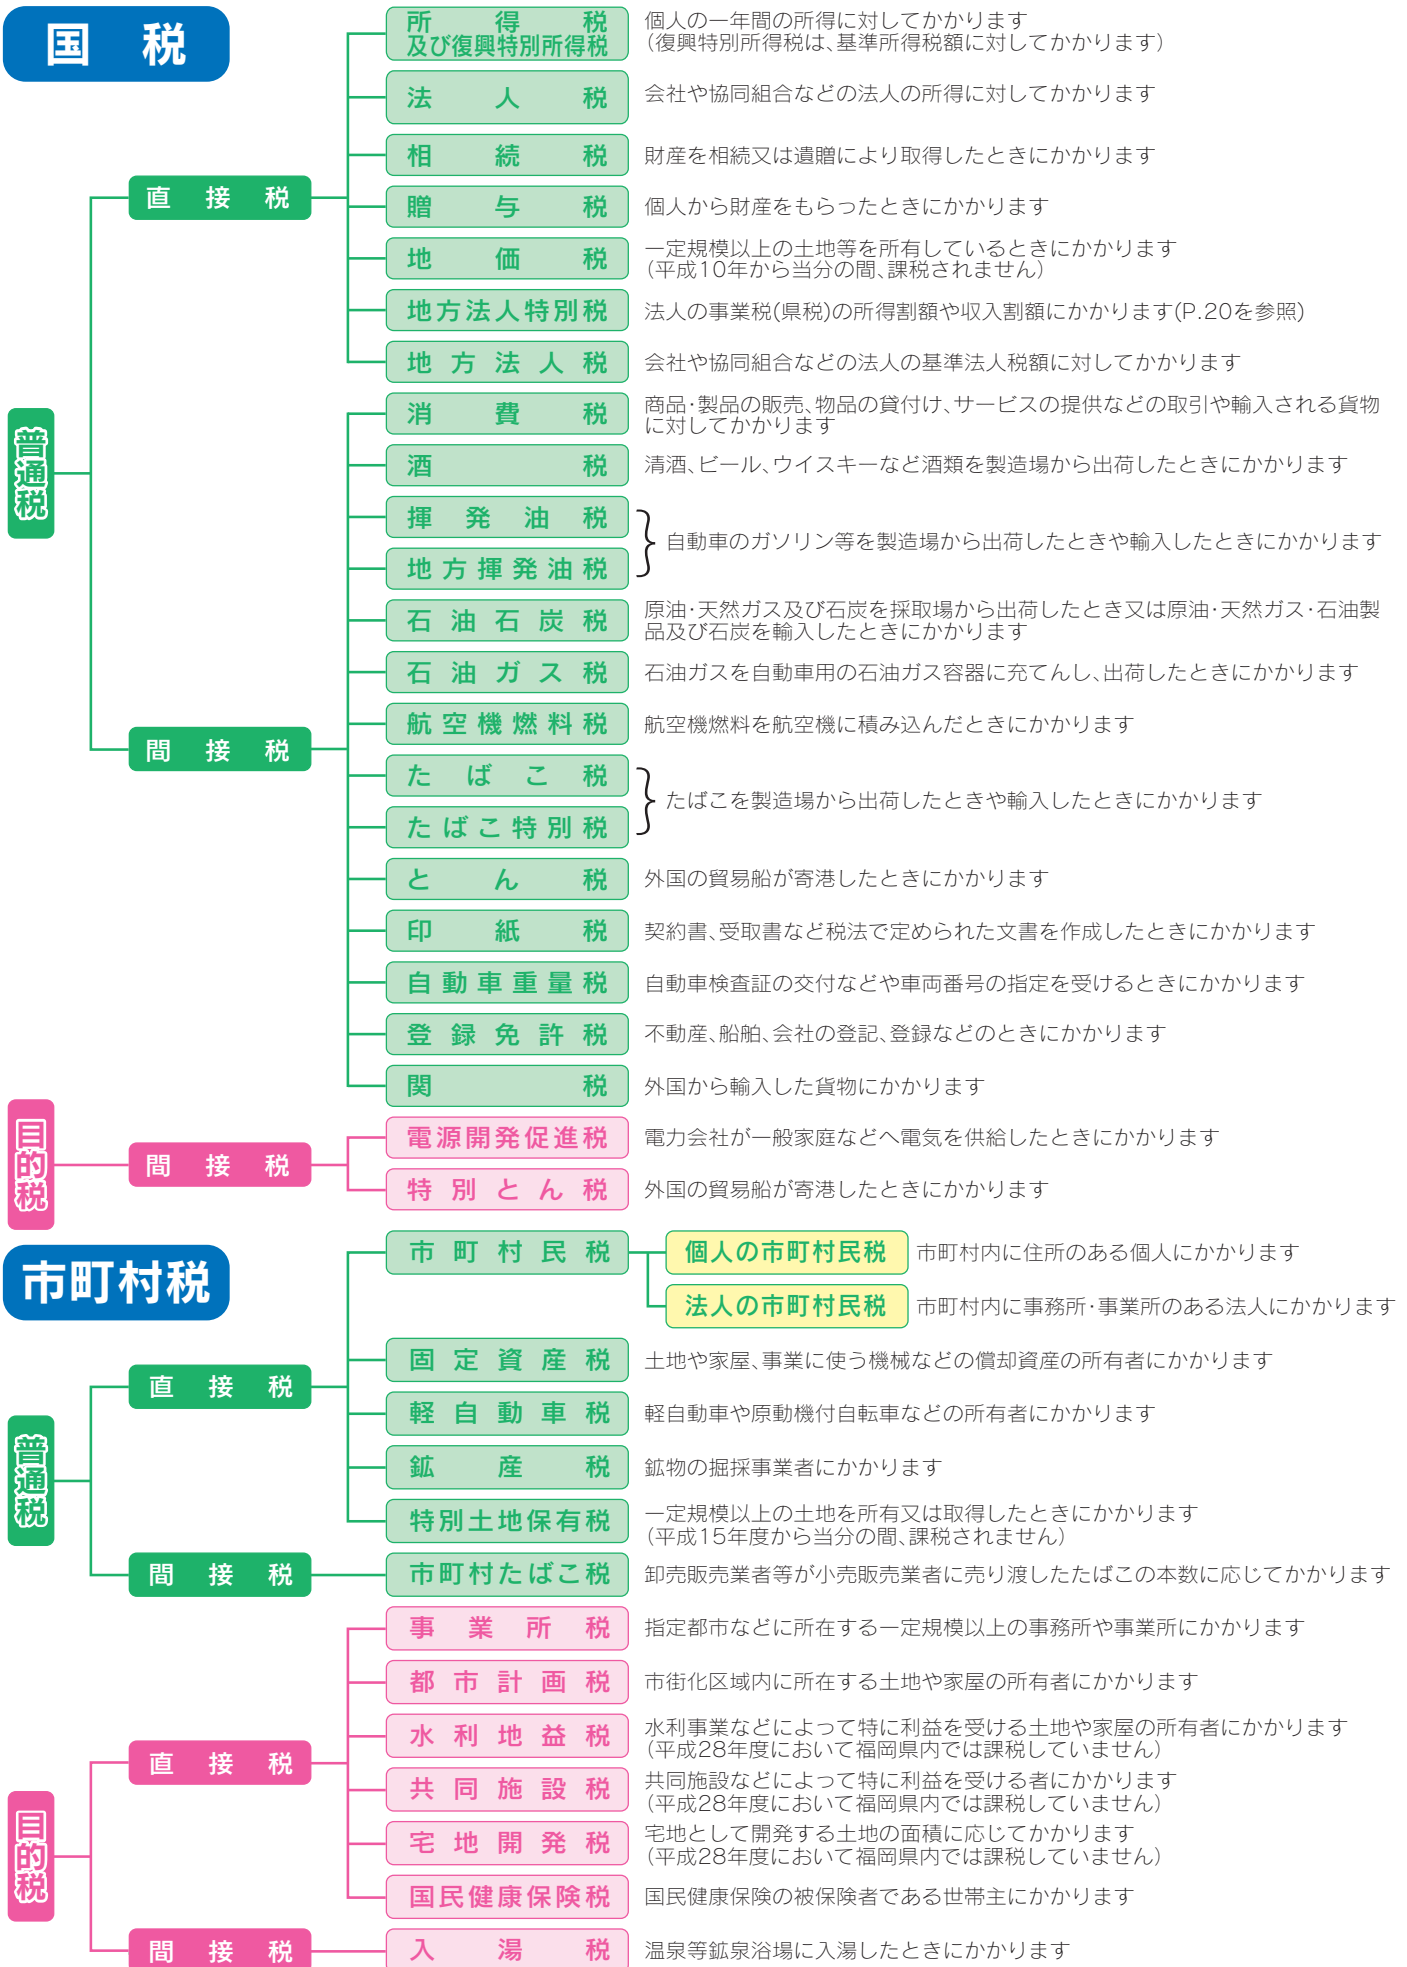 国税
普通税
直接税
所得税
及び復興特別所得税
個人の一年間の所得に対してかかります
（復興特別所得税は、基準所得税額に対してかかります）
法人税
会社や協同組合などの法人の所得に対してかかります
相続税
財産を相続又は遺贈により取得したときにかかります
贈与税
個人から財産をもらったときにかかります
地価税
一定規模以上の土地等を所有しているときにかかります
（平成10年から当分の間、課税されません）
地方法人特別税
法人の事業税(県税)の所得割額や収入割額にかかります(P.20を参照)
地方法人税
会社や協同組合などの法人の基準法人税額に対してかかります
間接税
消費税
商品・製品の販売、物品の貸付け、サービスの提供などの取引や輸入される貨物
に対してかかります
酒税
清酒、ビール、ウイスキーなど酒類を製造場から出荷したときにかかります
揮発油税
地方揮発油税
自動車のガソリン等を製造場から出荷したときや輸入したときにかかります
石油石炭税
原油・天然ガス及び石炭を採取場から出荷したとき又は原油・天然ガス・石油製
品及び石炭を輸入したときにかかります
石油ガス税
石油ガスを自動車用の石油ガス容器に充てんし、出荷したときにかかります
航空機燃料税
航空機燃料を航空機に積み込んだときにかかります
たばこ税
たばこ特別税
たばこを製造場から出荷したときや輸入したときにかかります
とん税
外国の貿易船が寄港したときにかかります
印紙税
契約書、受取書など税法で定められた文書を作成したときにかかります
自動車重量税
自動車検査証の交付などや車両番号の指定を受けるときにかかります
登録免許税
不動産、船舶、会社の登記、登録などのときにかかります
関税
外国から輸入した貨物にかかります
目的税
間接税
電源開発促進税
電力会社が一般家庭などへ電気を供給したときにかかります
特別とん税
外国の貿易船が寄港したときにかかります
市町村税
普通税
直接税
市町村民税
個人の市町村民税
市町村内に住所のある個人にかかります
法人の市町村民税
市町村内に事務所・事業所のある法人にかかります
固定資産税
土地や家屋、事業に使う機械などの償却資産の所有者にかかります
軽自動車税
軽自動車や原動機付自転車などの所有者にかかります
鉱産税
鉱物の掘採事業者にかかります
特別土地保有税
一定規模以上の土地を所有又は取得したときにかかります
（平成15年度から当分の間、課税されません）
間接税
市町村たばこ税
卸売販売業者等が小売販売業者に売り渡したたばこの本数に応じてかかります
目的税
直接税
事業所税
指定都市などに所在する一定規模以上の事務所や事業所にかかります
都市計画税
市街化区域内に所在する土地や家屋の所有者にかかります
水利地益税
水利事業などによって特に利益を受ける土地や家屋の所有者にかかります
（平成28年度において福岡県内では課税していません）
共同施設税
共同施設などによって特に利益を受ける者にかかります
（平成28年度において福岡県内では課税していません）
宅地開発税
宅地として開発する土地の面積に応じてかかります
（平成28年度において福岡県内では課税していません）
国民健康保険税
国民健康保険の被保険者である世帯主にかかります
間接税
入湯税
温泉等鉱泉浴場に入湯したときにかかります